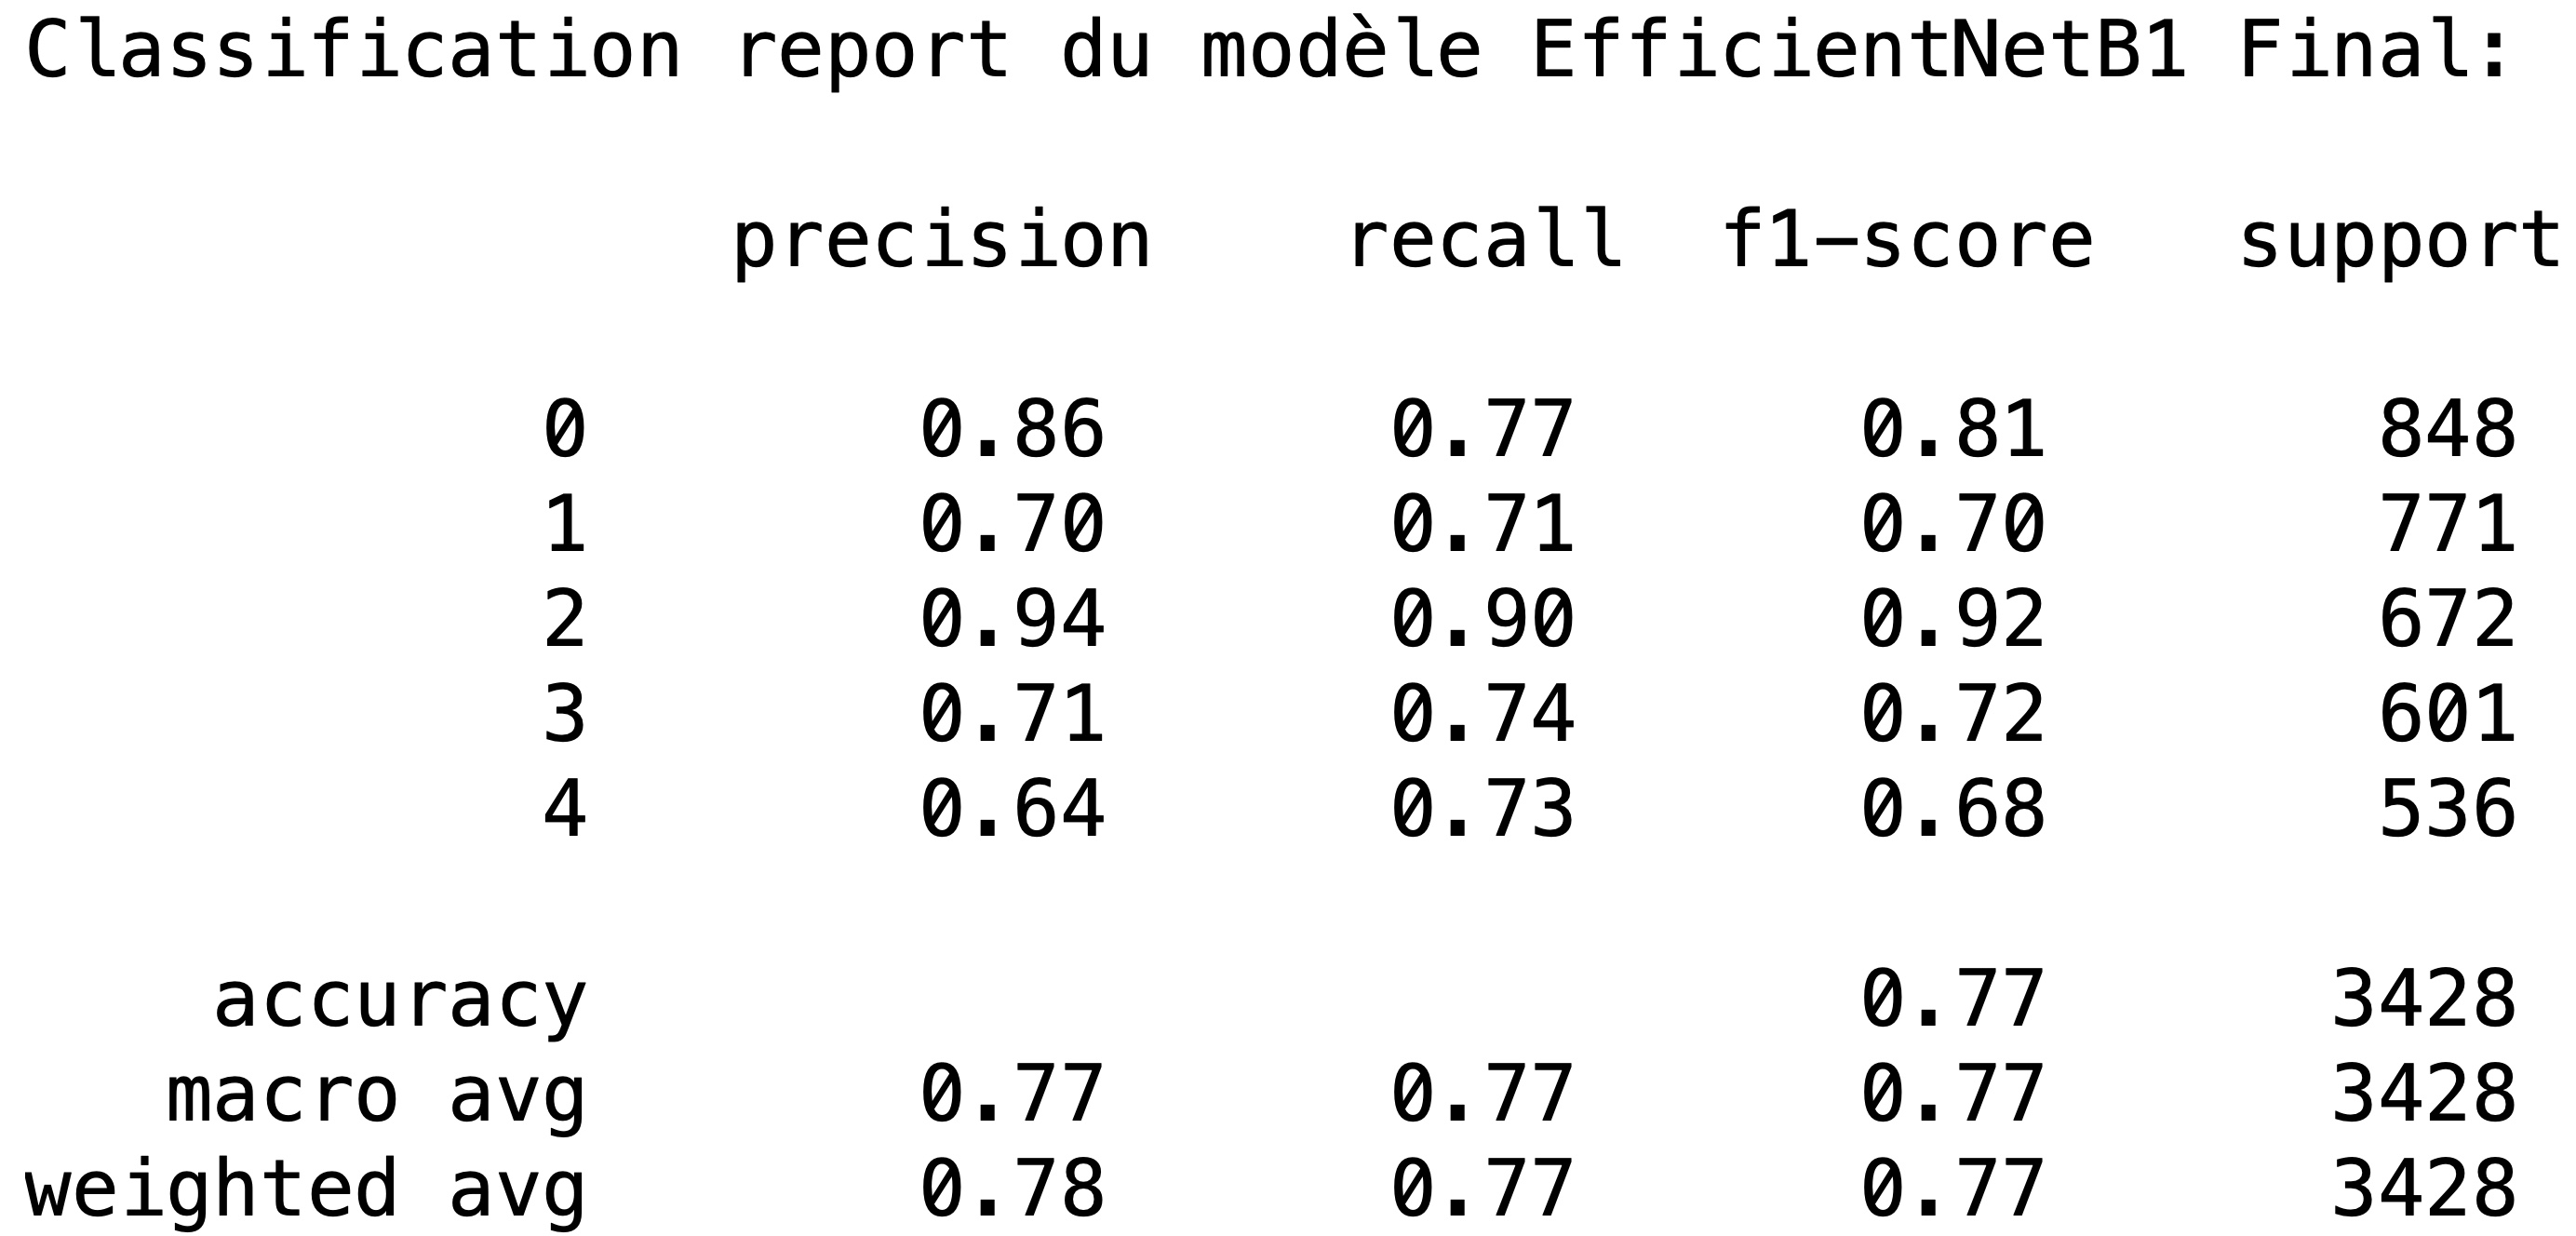 Classification report du modèle EfficientNetB1 Final:
precision recall f1-score support
0 0.86 0.77 0.81 848
1 0.70 0.71 0.70 771
2 0.94 0.90 0.92 672
3 0.71 0.74 0.72 601
4 0.64 0.73 0.68 536
accuracy 0.77 3428
macro avg 0.77 0.77 0.77 3428
weighted avg 0.78 0.77 0.77 3428